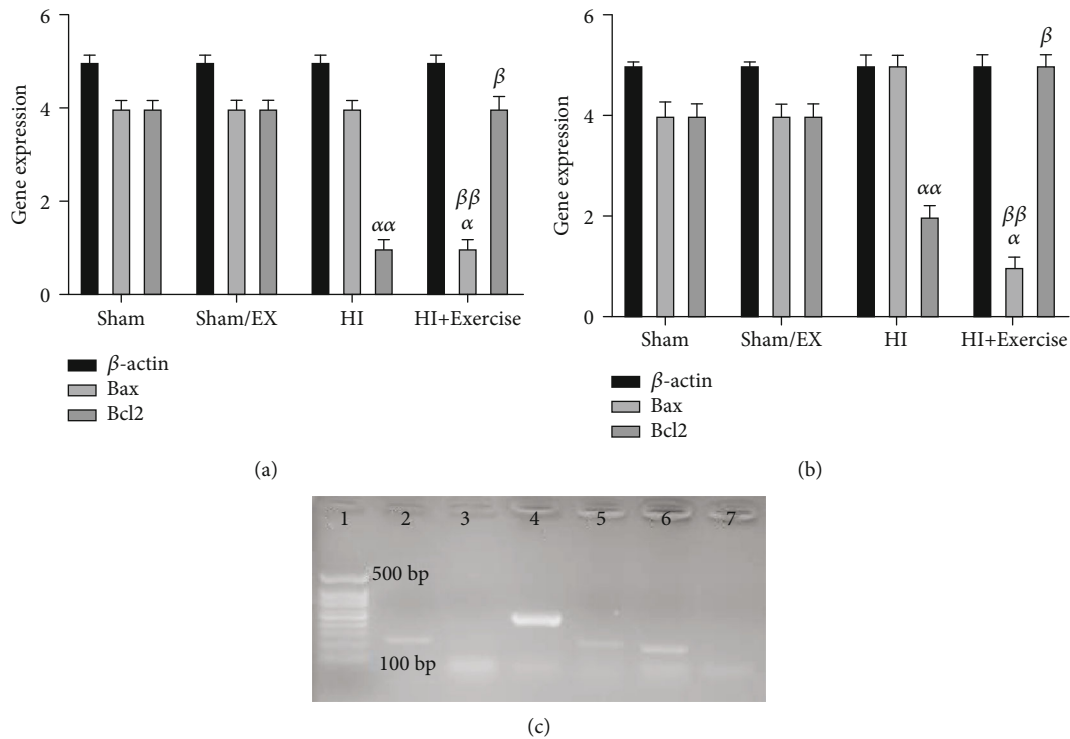 6
4
2
0
Gene expression
β
ββ
αα
α
Sham
Sham/EX
HI
HI+Exercise
β-actin
Bax
Bcl2
(a)
6
4
2
0
Gene expression
β
αα
ββ
α
Sham
Sham/EX
HI
HI+Exercise
β-actin
Bax
Bcl2
(b)
1 2 3 4 5 6 7
500 bp
100 bp
(c)